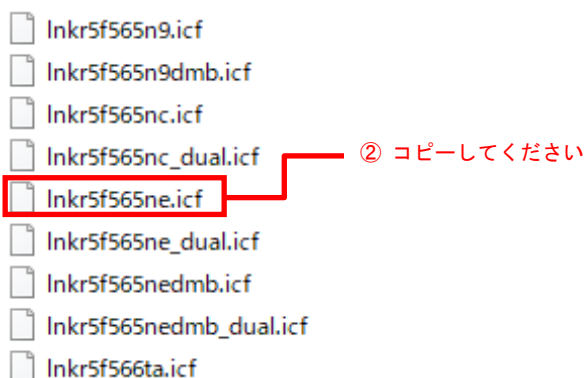 lnkr5f565n9.icf
lnkr5f565n9dmb.icf
lnkr5f565nc.icf
lnkr5f565nc_dual.icf
② コピーしてください
lnkr5f565ne.icf
lnkr5f565ne_dual.icf
lnkr5f565nedmb.icf
lnkr5f565nedmb_dual.icf
lnkr5f566ta.icf